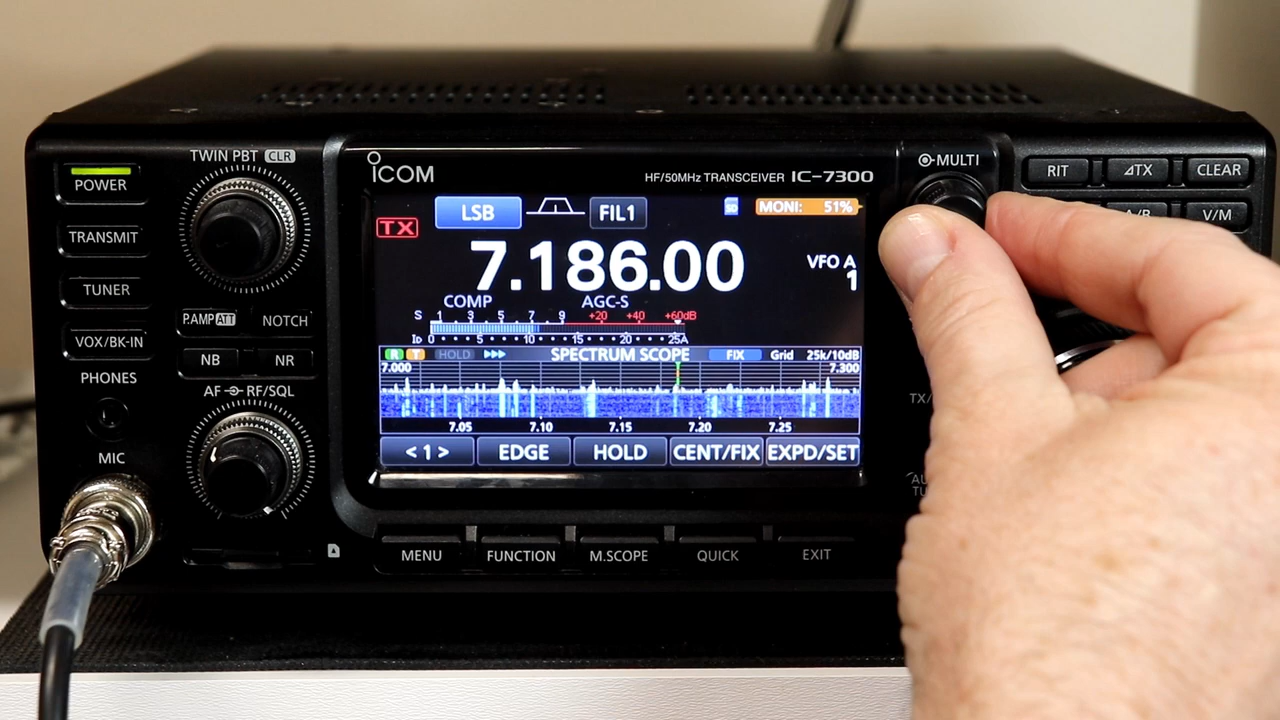 TWIN PBT CLR
MULTI
POWER
TRANSMIT
TUNER
VOX/BK-IN
PHONES
MIC
P.AMP ATT
NOTCH
NB
NR
AF RF/SQL
ICOM
HF/50MHz TRANSCEIVER IC-7300
LSB
FIL1
SD
MONI: 51%
TX
7.186.00
VFO A
1
COMP
AGC-S
S 1 3 5 7 9 +20 +40 +60dB
ID 0 5 10 15 20 25A
R T HOLD SPECTRUM SCOPE FIX Grid 25k/10dB
7.000
7.300
7.05 7.10 7.15 7.20 7.25
< 1 >
EDGE
HOLD
CENT/FIX
EXPD/SET
MENU
FUNCTION
M.SCOPE
QUICK
EXIT
RIT
⊿TX
CLEAR
A/B
V/M
TX/
AU
TU